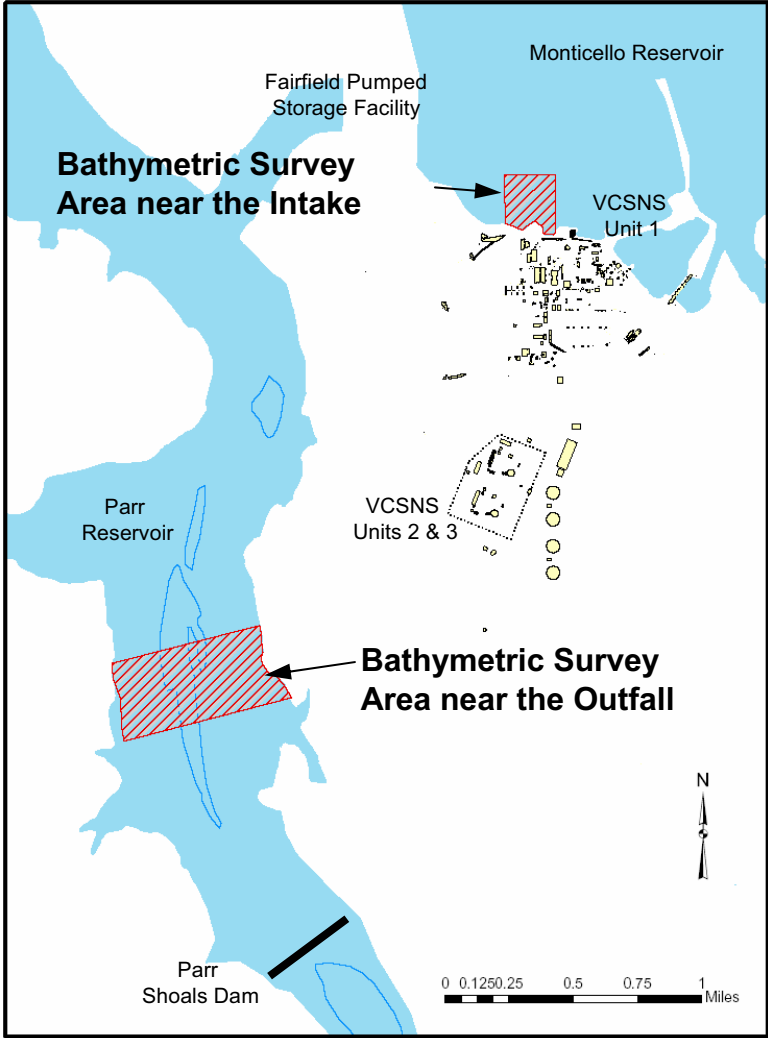 Monticello Reservoir
Fairfield Pumped
Storage Facility
Bathymetric Survey
Area near the Intake
VCSNS
Unit 1
Parr
Reservoir
VCSNS
Units 2 & 3
Bathymetric Survey
Area near the Outfall
N
Parr
Shoals Dam
0 0.1250.25 0.5 0.75 1
Miles